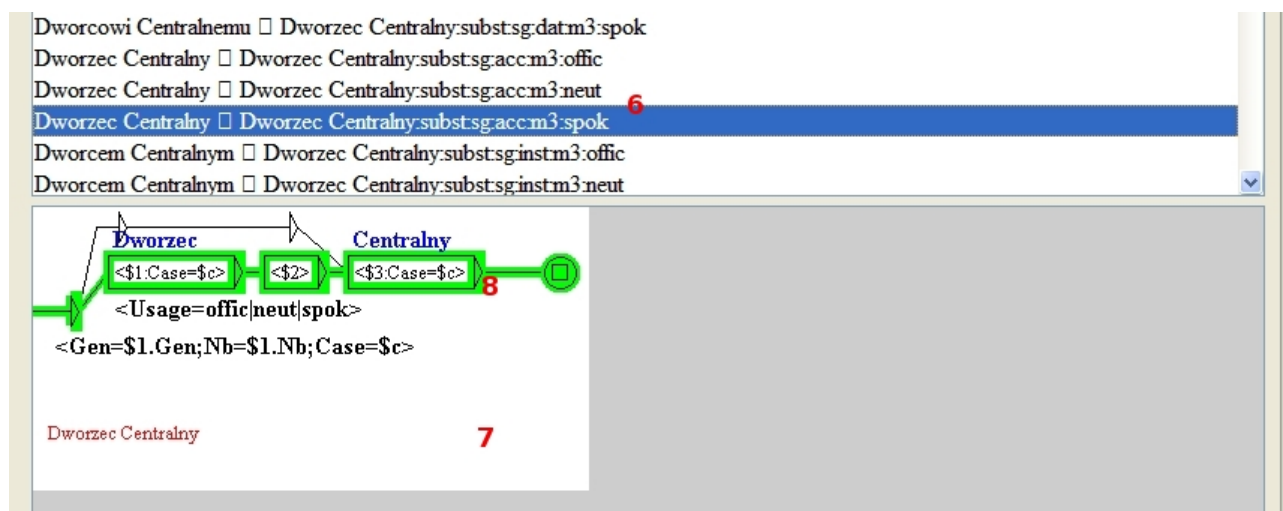 Dworcowi Centralnemu □ Dworzec Centralny:subst:sg:dat:m3:spok
Dworzec Centralny □ Dworzec Centralny:subst:sg:acc:m3:offic
Dworzec Centralny □ Dworzec Centralny:subst:sg:acc:m3:neut
6
Dworzec Centralny □ Dworzec Centralny:subst:sg:acc:m3:spok
Dworcem Centralnym □ Dworzec Centralny:subst:sg:inst:m3:offic
Dworcem Centralnym □ Dworzec Centralny:subst:sg:inst:m3:neut
Dworzec Centralny
<$1:Case=$c> <$2> <$3:Case=$c> 8
<Usage=offic|neut|spok>
<Gen=$1.Gen;Nb=$1.Nb;Case=$c>
Dworzec Centralny 7